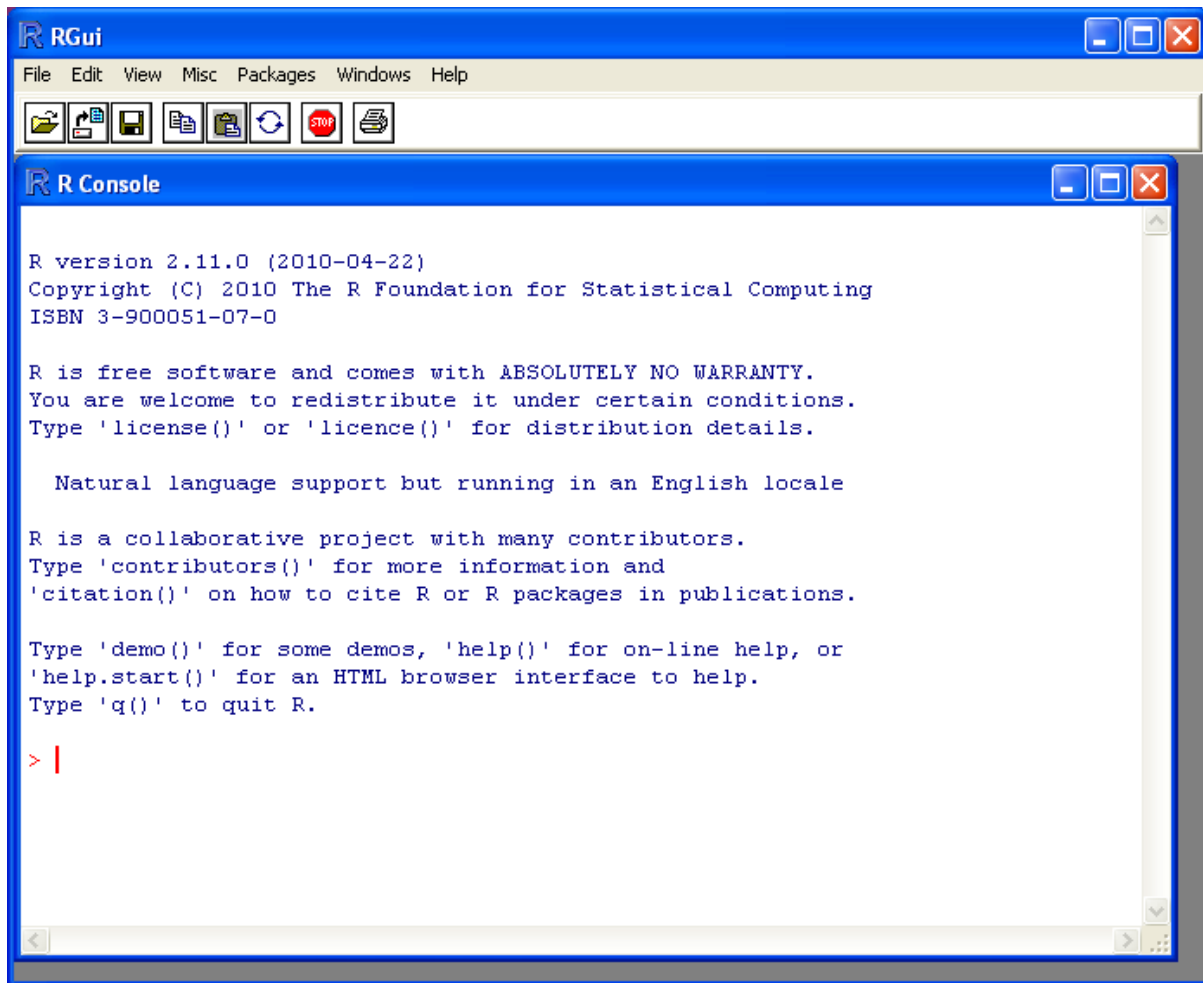 RGui
File Edit View Misc Packages Windows Help
STOP
R Console
R version 2.11.0 (2010-04-22)
Copyright (C) 2010 The R Foundation for Statistical Computing
ISBN 3-900051-07-0
R is free software and comes with ABSOLUTELY NO WARRANTY.
You are welcome to redistribute it under certain conditions.
Type 'license()' or 'licence()' for distribution details.
Natural language support but running in an English locale
R is a collaborative project with many contributors.
Type 'contributors()' for more information and
'citation()' on how to cite R or R packages in publications.
Type 'demo()' for some demos, 'help()' for on-line help, or
'help.start()' for an HTML browser interface to help.
Type 'q()' to quit R.
>